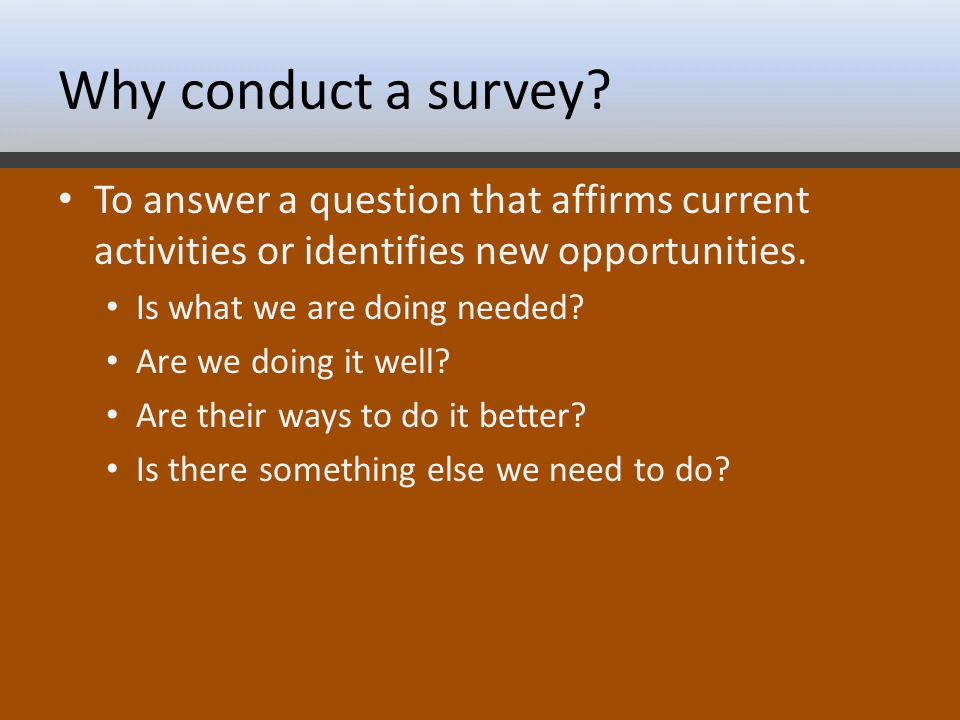 Why conduct a survey?
• To answer a question that affirms current
activities or identifies new opportunities.
• Is what we are doing needed?
• Are we doing it well?
• Are their ways to do it better?
• Is there something else we need to do?